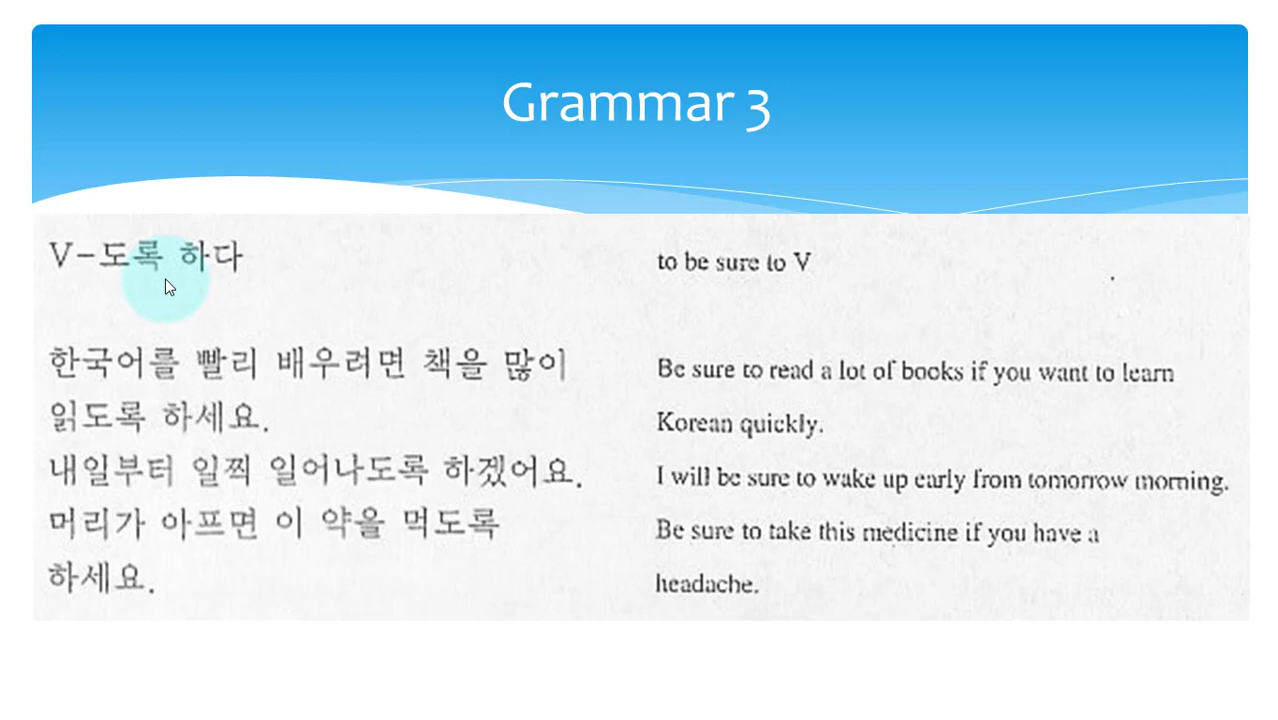 Grammar 3
V-도록 하다
to be sure to V
한국어를 빨리 배우려면 책을 많이
Be sure to read a lot of books if you want to learn
읽도록 하세요.
Korean quickly.
내일부터 일찍 일어나도록 하겠어요.
I will be sure to wake up early from tomorrow morning.
머리가 아프면 이 약을 먹도록
Be sure to take this medicine if you have a
하세요.
headache.